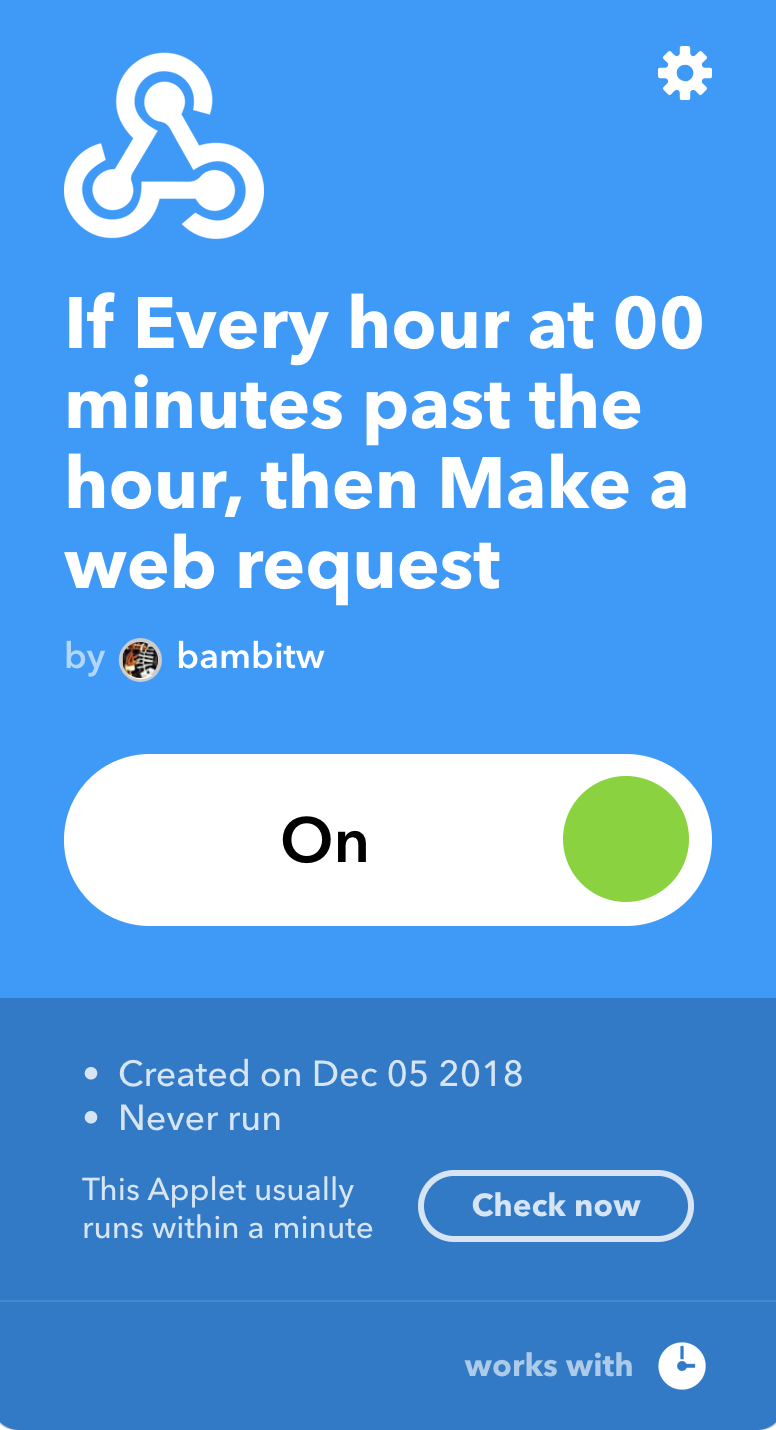 If Every hour at 00
minutes past the
hour, then Make a
web request
by bambitw
On
• Created on Dec 05 2018
• Never run
This Applet usually
runs within a minute
Check now
works with